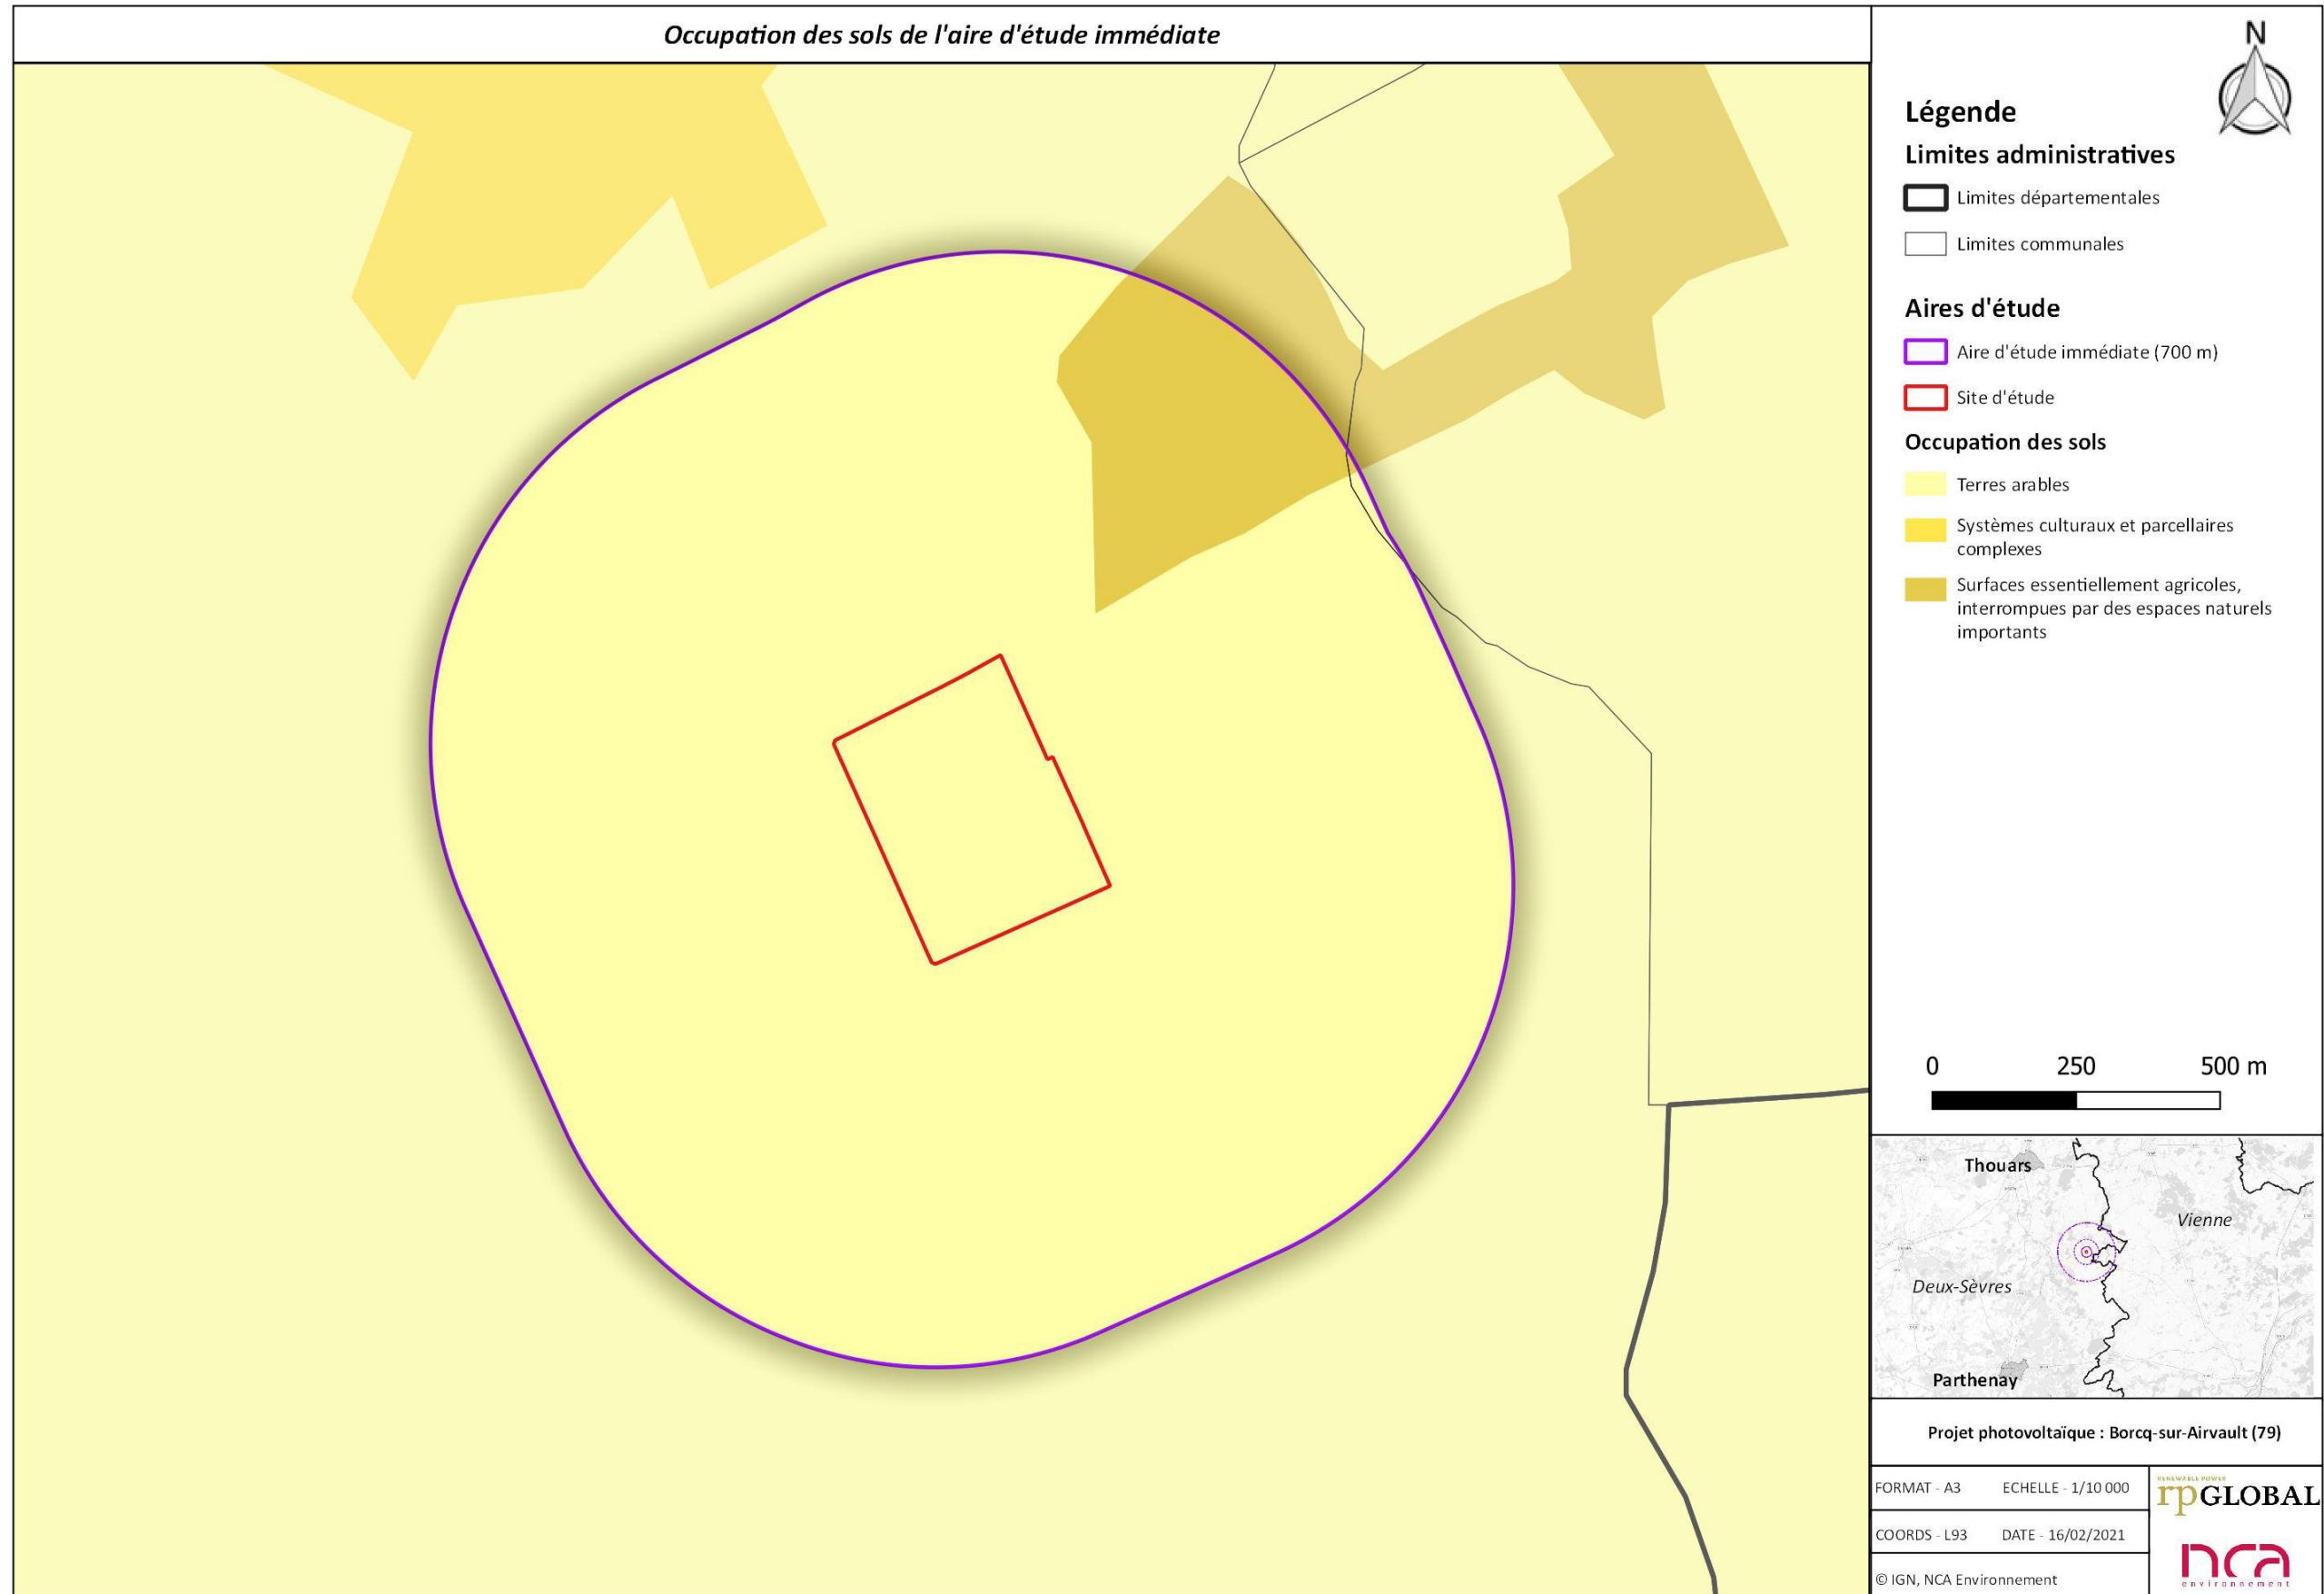 Occupation des sols de l'aire d'étude immédiate
N
Légende
Limites administratives
Limites départementales
Limites communales
Aires d'étude
Aire d'étude immédiate (700 m)
Site d'étude
Occupation des sols
Terres arables
Systèmes culturaux et parcellaires
complexes
Surfaces essentiellement agricoles,
interrompues par des espaces naturels
importants
0 250 500 m
Thouars
Vienne
Deux-Sèvres
Parthenay
Projet photovoltaïque : Borcq-sur-Airvault (79)
FORMAT - A3 ECHELLE - 1/10 000
COORDS - L93 DATE - 16/02/2021
© IGN, NCA Environnement
RENEWABLE POWER
rpGLOBAL
nca
environnement